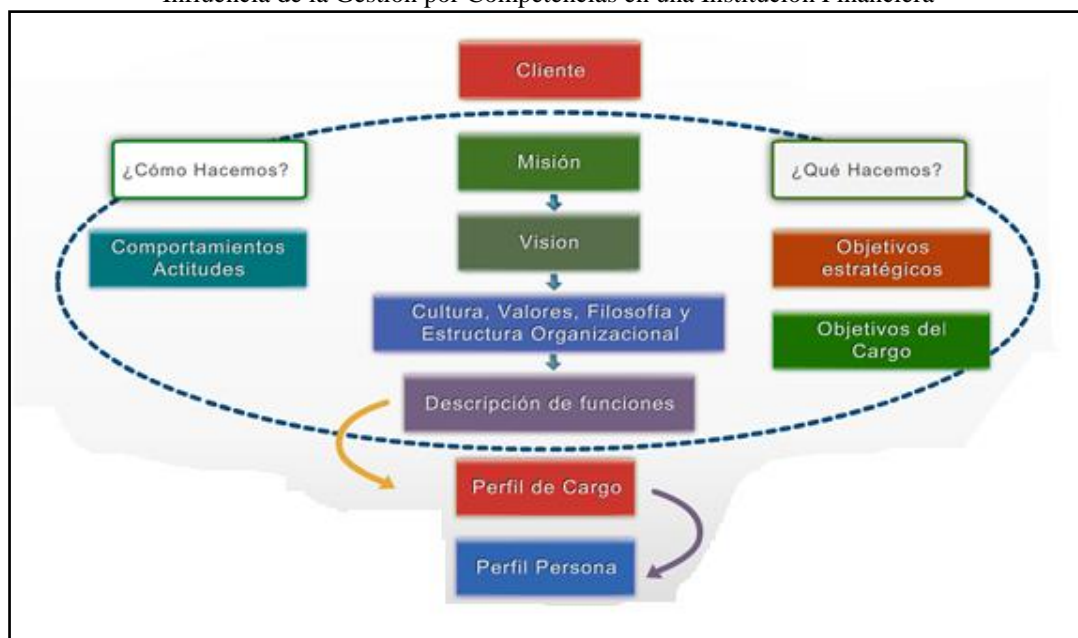 Influencia de la Gestión por Competencias en una Institución Financiera
Cliente
¿Cómo Hacemos?
Misión
¿Qué Hacemos?
Comportamientos
Actitudes
Vision
Objetivos
estratégicos
Cultura, Valores, Filosofía y
Estructura Organizacional
Objetivos del
Cargo
Descripción de funciones
Perfil de Cargo
Perfil Persona